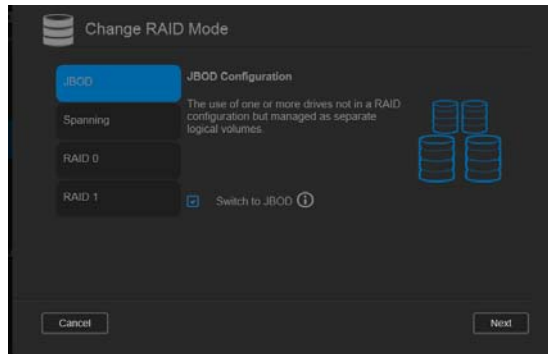 Change RAID Mode
JBOD
Spanning
RAID 0
RAID 1
JBOD Configuration
The use of one or more drives not in a RAID
configuration but managed as separate
logical volumes.
Switch to JBOD
Cancel
Next